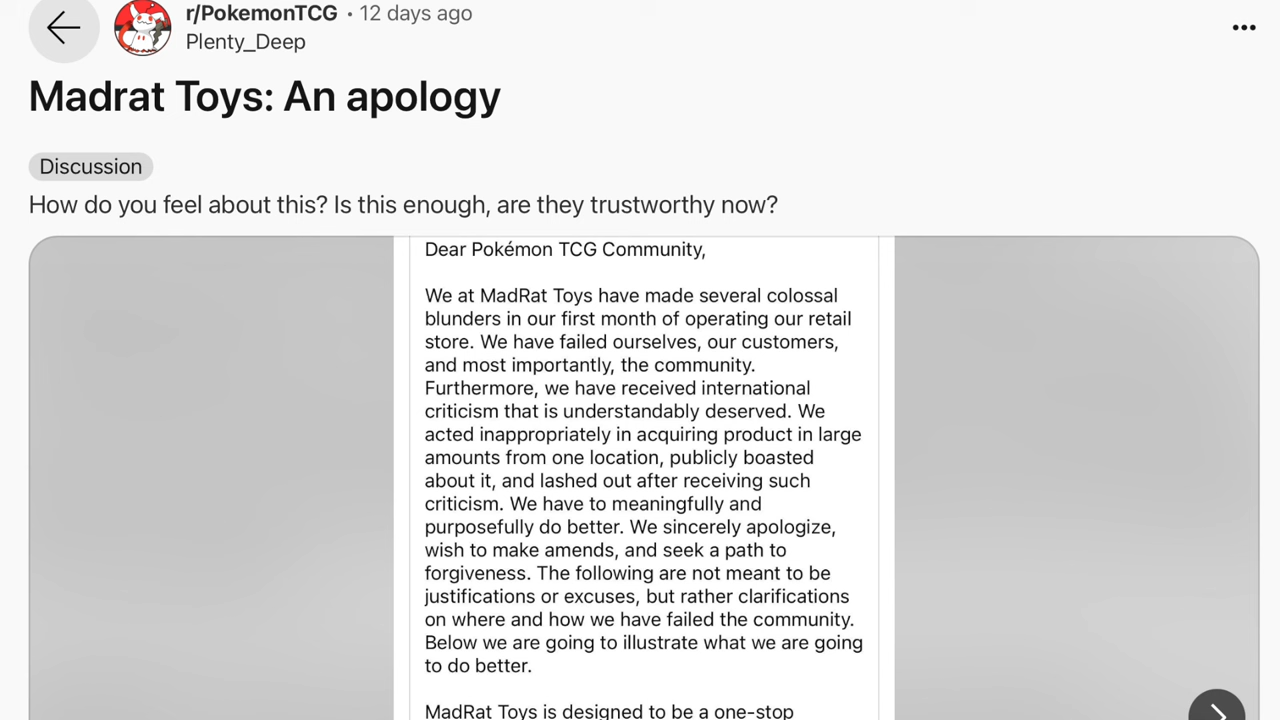 r/PokemonTCG • 12 days ago
Plenty_Deep
Madrat Toys: An apology
Discussion
How do you feel about this? Is this enough, are they trustworthy now?
Dear Pokémon TCG Community,
We at MadRat Toys have made several colossal
blunders in our first month of operating our retail
store. We have failed ourselves, our customers,
and most importantly, the community.
Furthermore, we have received international
criticism that is understandably deserved. We
acted inappropriately in acquiring product in large
amounts from one location, publicly boasted
about it, and lashed out after receiving such
criticism. We have to meaningfully and
purposefully do better. We sincerely apologize,
wish to make amends, and seek a path to
forgiveness. The following are not meant to be
justifications or excuses, but rather clarifications
on where and how we have failed the community.
Below we are going to illustrate what we are going
to do better.
MadRat Toys is designed to be a one-stop